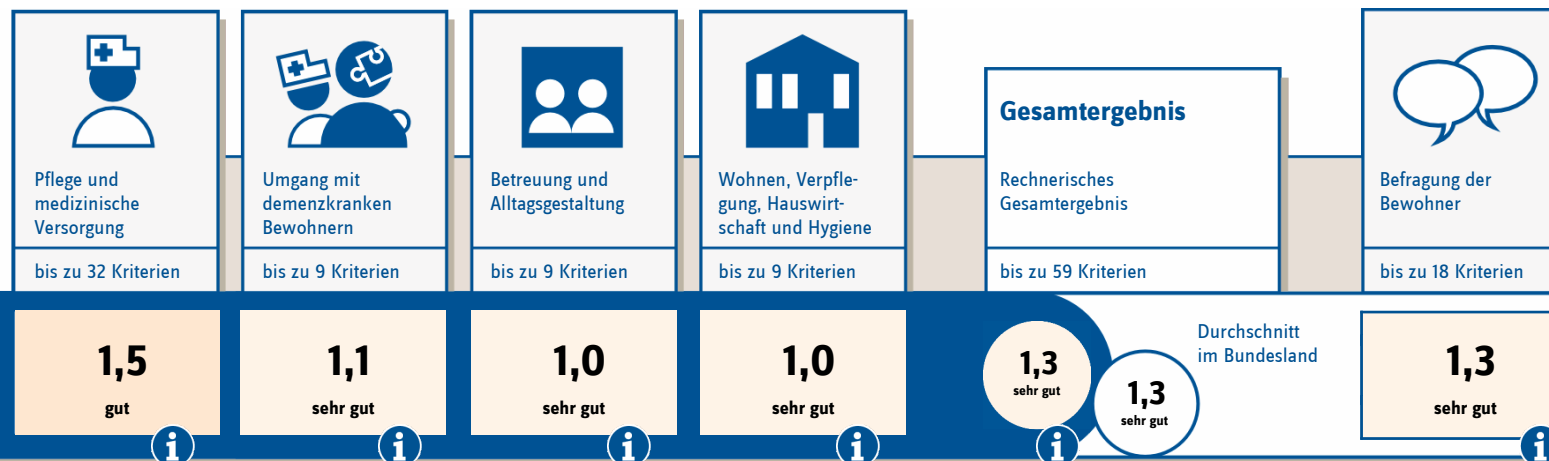 Pflege und
medizinische
Versorgung
bis zu 32 Kriterien
1,5
gut
i
Umgang mit
demenzkranken
Bewohnern
bis zu 9 Kriterien
1,1
sehr gut
i
Betreuung und
Alltagsgestaltung
bis zu 9 Kriterien
1,0
sehr gut
i
Wohnen, Verpfle-
gung, Hauswirt-
schaft und Hygiene
bis zu 9 Kriterien
1,0
sehr gut
i
Gesamtergebnis
Rechnerisches
Gesamtergebnis
bis zu 59 Kriterien
1,3
sehr gut
i
1,3
sehr gut
Durchschnitt
im Bundesland
Befragung der
Bewohner
bis zu 18 Kriterien
1,3
sehr gut
i